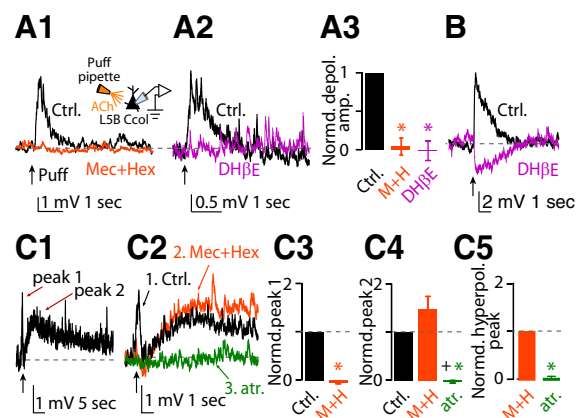 A1
A2
A3
B
Puff
pipette
ACh
L5B Ccol
Ctrl.
Mec+Hex
Puff
1 mV 1 sec
Ctrl.
DHβE
0.5 mV 1 sec
Normd. depol.
amp.
1
0
*
*
Ctrl.
M+H
DHβE
Ctrl.
DHβE
2 mV 1 sec
C1
C2
C3
C4
C5
peak 1
peak 2
1 mV 5 sec
1. Ctrl.
2. Mec+Hex
3. atr.
1 mV 1 sec
Normd.peak 1
2
1
0
*
Ctrl.
M+H
Normd.peak 2
2
1
0
+
*
Ctrl.
M+H
atr.
Normd. hyperpol.
peak
2
1
0
*
M+H
atr.